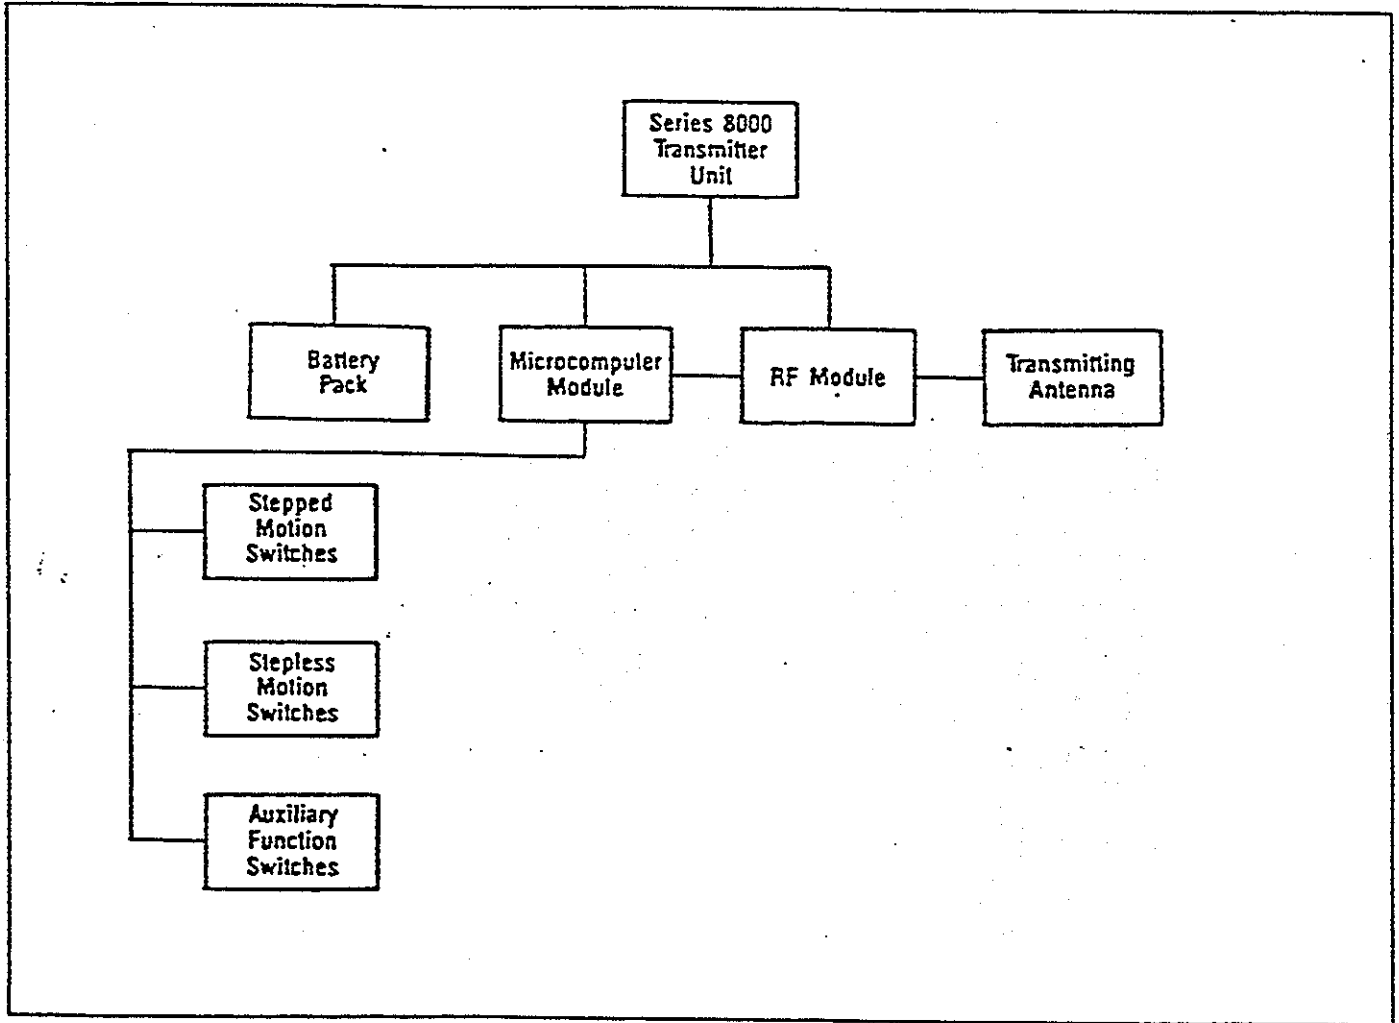 Series 8000
Transmitter
Unit
Battery
Pack
Microcomputer
Module
RF Module
Transmitting
Antenna
Stepped
Motion
Switches
Stepless
Motion
Switches
Auxiliary
Function
Switches